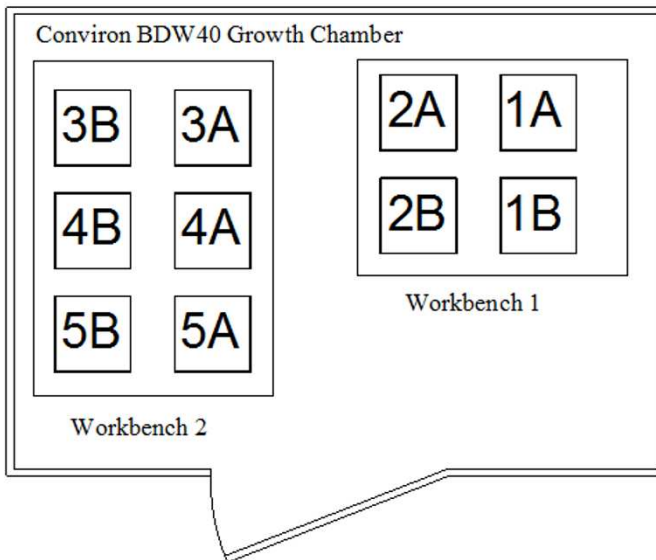 Conviron BDW40 Growth Chamber
3B 3A
4B 4A
5B 5A
Workbench 2
2A 1A
2B 1B
Workbench 1